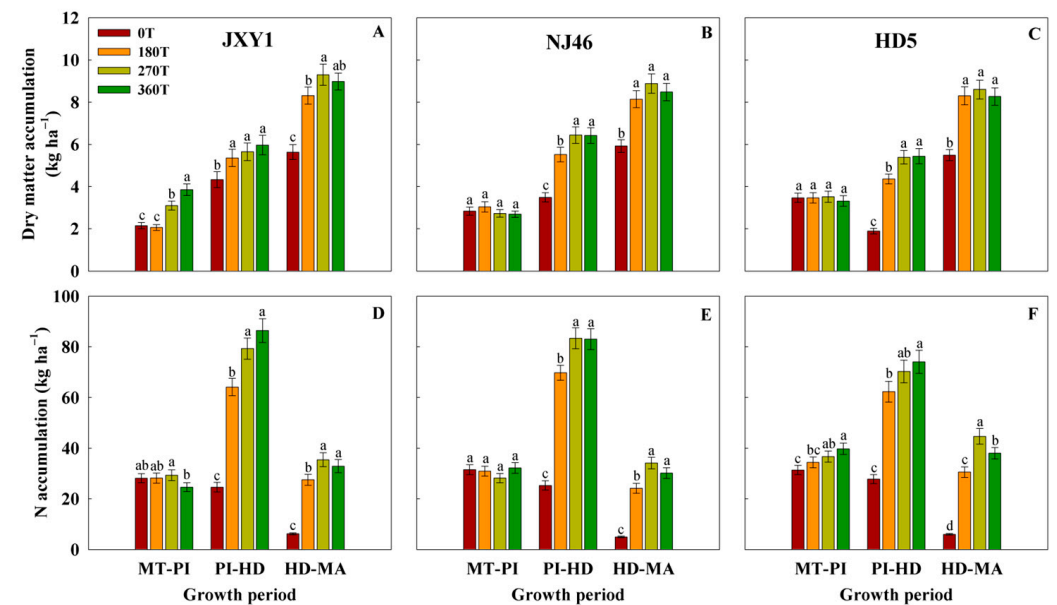 JXY1
A
0T
180T
270T
360T
NJ46
B
HD5
C
Dry matter accumulation
(kg ha⁻¹)
12
10
8
6
4
2
0
c c b a
b a a a
c b a ab
a a a a
c b a a
b a a a
a a a a
c b a a
b a a a
D
E
F
N accumulation (kg ha⁻¹)
100
80
60
40
20
0
ab ab a b
c b a a
c b a a
a a a a
c b a a
c b a a
c bc ab a
c b ab a
d c a b
MT-PI PI-HD HD-MA
MT-PI PI-HD HD-MA
MT-PI PI-HD HD-MA
Growth period
Growth period
Growth period